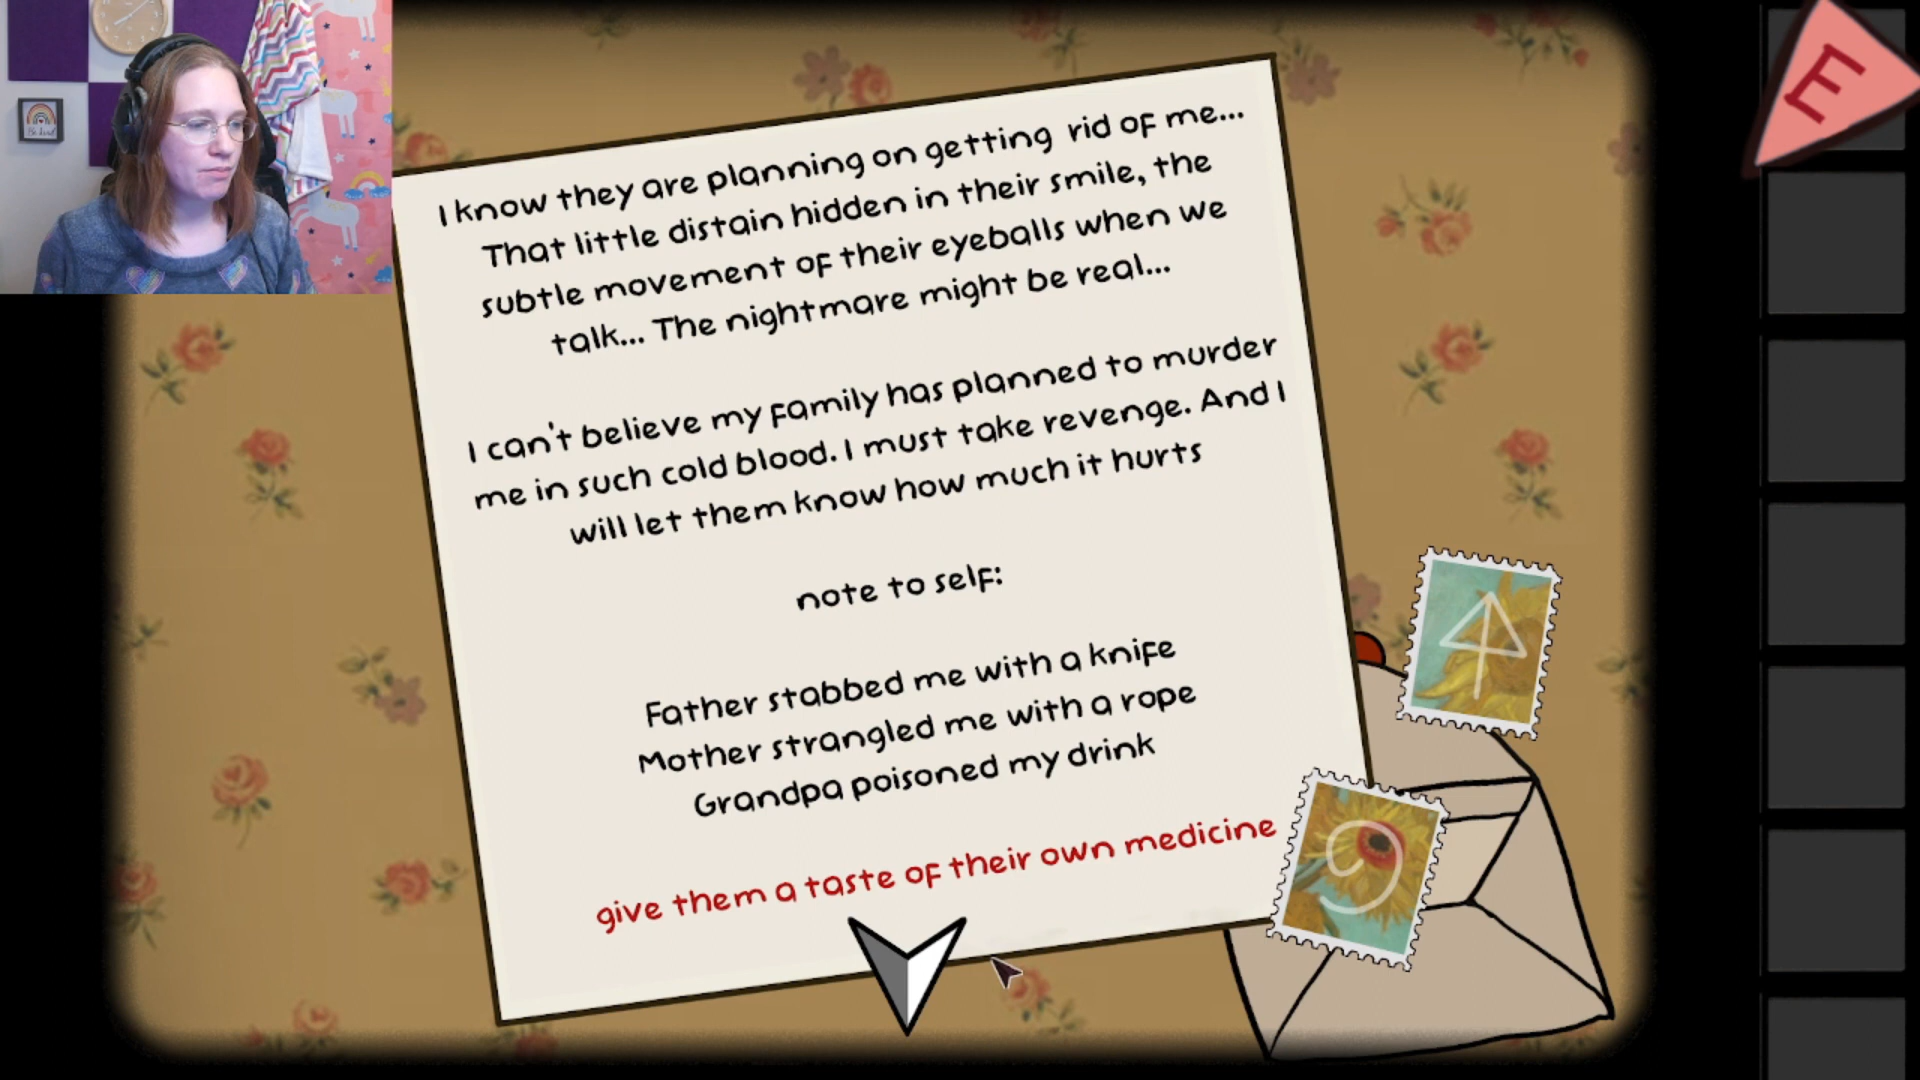 Be kind
E
I know they are planning on getting rid of me...
That little distain hidden in their smile, the
subtle movement of their eyeballs when we
talk... The nightmare might be real...
I can't believe my family has planned to murder
me in such cold blood. I must take revenge. And I
will let them know how much it hurts
note to self:
Father stabbed me with a knife
Mother strangled me with a rope
Grandpa poisoned my drink
give them a taste of their own medicine